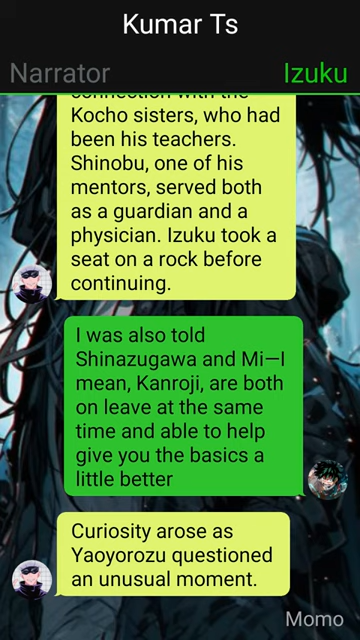 Kumar Ts
Narrator
Izuku
connection with the
Kocho sisters, who had
been his teachers.
Shinobu, one of his
mentors, served both
as a guardian and a
physician. Izuku took a
seat on a rock before
continuing.
I was also told
Shinazugawa and Mi—I
mean, Kanroji, are both
on leave at the same
time and able to help
give you the basics a
little better
Curiosity arose as
Yaoyorozu questioned
an unusual moment.
Momo